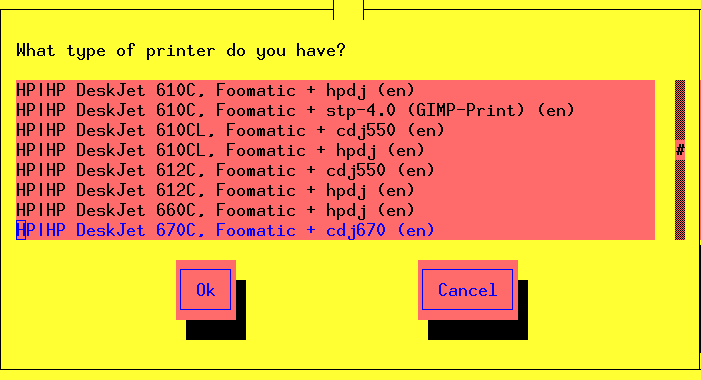 What type of printer do you have?
HP|HP DeskJet 610C, Foomatic + hpdj (en)
HP|HP DeskJet 610C, Foomatic + stp-4.0 (GIMP-Print) (en)
HP|HP DeskJet 610CL, Foomatic + cdj550 (en)
HP|HP DeskJet 610CL, Foomatic + hpdj (en)
HP|HP DeskJet 612C, Foomatic + cdj550 (en)
HP|HP DeskJet 612C, Foomatic + hpdj (en)
HP|HP DeskJet 660C, Foomatic + hpdj (en)
HP|HP DeskJet 670C, Foomatic + cdj670 (en)
#
Ok Cancel